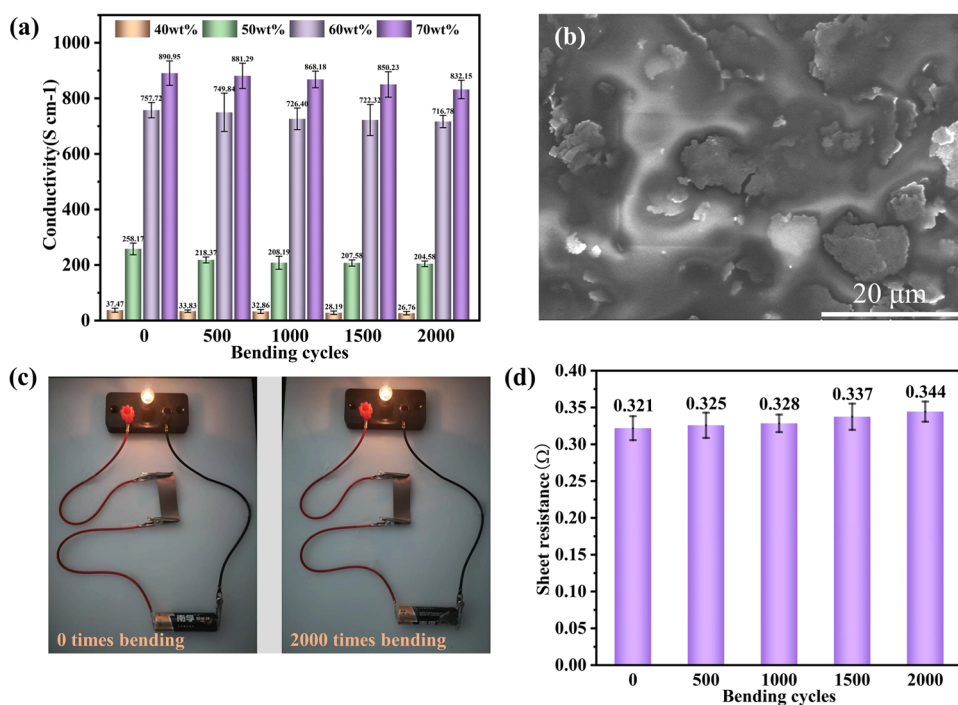 (a)
40wt% 50wt% 60wt% 70wt%
Conductivity(S cm-1)
1000
800
600
400
200
0
37.47 258.17 757.72 890.95
33.83 218.37 749.84 881.29
32.86 208.19 726.40 868.18
28.19 207.58 722.32 850.23
26.76 204.58 716.78 832.15
0 500 1000 1500 2000
Bending cycles
(b)
20 μm
(c)
南孚
0 times bending
2000 times bending
(d)
Sheet resistance(Ω)
0.40
0.35
0.30
0.25
0.20
0.15
0.10
0.05
0.00
0.321 0.325 0.328 0.337 0.344
0 500 1000 1500 2000
Bending cycles